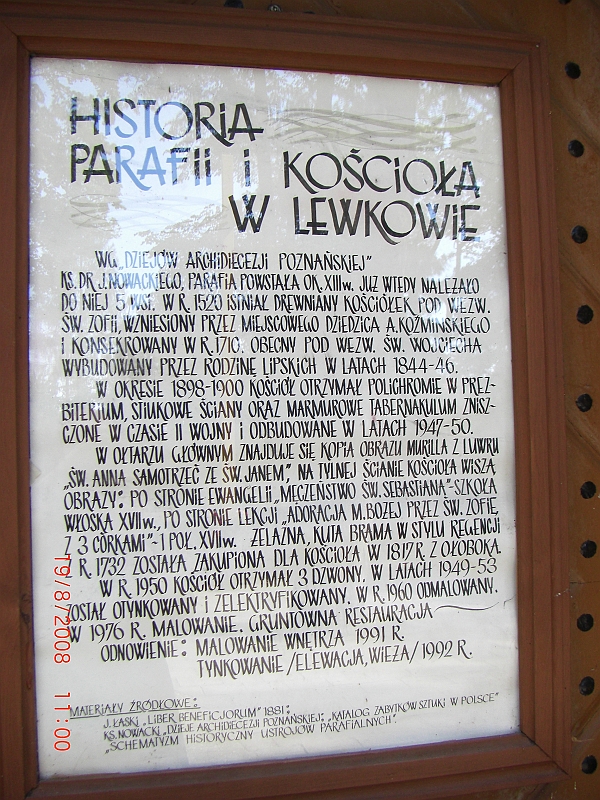 HISTORIA
PARAFII i KOŚCIOŁA
W LEWKOWIE
WG „DZIEJÓW ARCHIDIECEZJI POZNAŃSKIEJ"
KS. DR J. NOWACKIEGO, PARAFIA POWSTAŁA OK. XIII w. JUŻ WTEDY NALEŻAŁO
DO NIEJ 5 WSI. W R. 1520 ISTNIAŁ DREWNIANY KOŚCIÓŁEK POD WEZW.
ŚW. ZOFII, WZNIESIONY PRZEZ MIEJSCOWEGO DZIEDZICA A. KOŹMIŃSKIEGO
I KONSEKROWANY W R. 1710. OBECNY POD WEZW. ŚW. WOJCIECHA
WYBUDOWANY PRZEZ RODZINĘ LIPSKICH W LATACH 1844-46.
W OKRESIE 1898-1900 KOŚCIÓŁ OTRZYMAŁ POLICHROMIE W PREZ-
BITERIUM, STIUKOWE ŚCIANY ORAZ MARMUROWE TABERNAKULUM ZNISZ-
CZONE W CZASIE II WOJNY I ODBUDOWANE W LATACH 1947-50.
W OŁTARZU GŁÓWNYM ZNAJDUJE SIĘ KOPIA OBRAZU MURILLA Z LUWRU
„ŚW. ANNA SAMOTRZEĆ ZE ŚW. JANEM", NA TYLNEJ ŚCIANIE KOŚCIOŁA WISZĄ
OBRAZY: PO STRONIE EWANGELII „MĘCZEŃSTWO ŚW. SEBASTIANA"-SZKOŁA
WŁOSKA XVII w., PO STRONIE LEKCJI „ADORACJA M. BOŻEJ PRZEZ ŚW. ZOFIĘ
Z 3 CÓRKAMI"-I POŁ. XVII w. ŻELAZNA, KUTA BRAMA W STYLU REGENCJI
Z R. 1732 ZOSTAŁA ZAKUPIONA DLA KOŚCIOŁA W 1817 R. Z OŁOBOKA.
W R. 1950 KOŚCIÓŁ OTRZYMAŁ 3 DZWONY, W LATACH 1949-53
ZOSTAŁ OTYNKOWANY I ZELEKTRYFIKOWANY, W R. 1960 ODMALOWANY,
W 1976 R. MALOWANIE, GRUNTOWNA RESTAURACJA
ODNOWIENIE: MALOWANIE WNĘTRZA 1991 R.
TYNKOWANIE /ELEWACJA, WIEŻA/ 1992 R.
MATERIAŁY ŹRÓDŁOWE:
J. ŁASKI „LIBER BENEFICJORUM" 1881;
KS. NOWACKI „DZIEJE ARCHIDIECEZJI POZNAŃSKIEJ; „KATALOG ZABYTKÓW SZTUKI W POLSCE"
„SCHEMATYZM HISTORYCZNY USTROJÓW PARAFIALNYCH".
19/8/2008 11:00